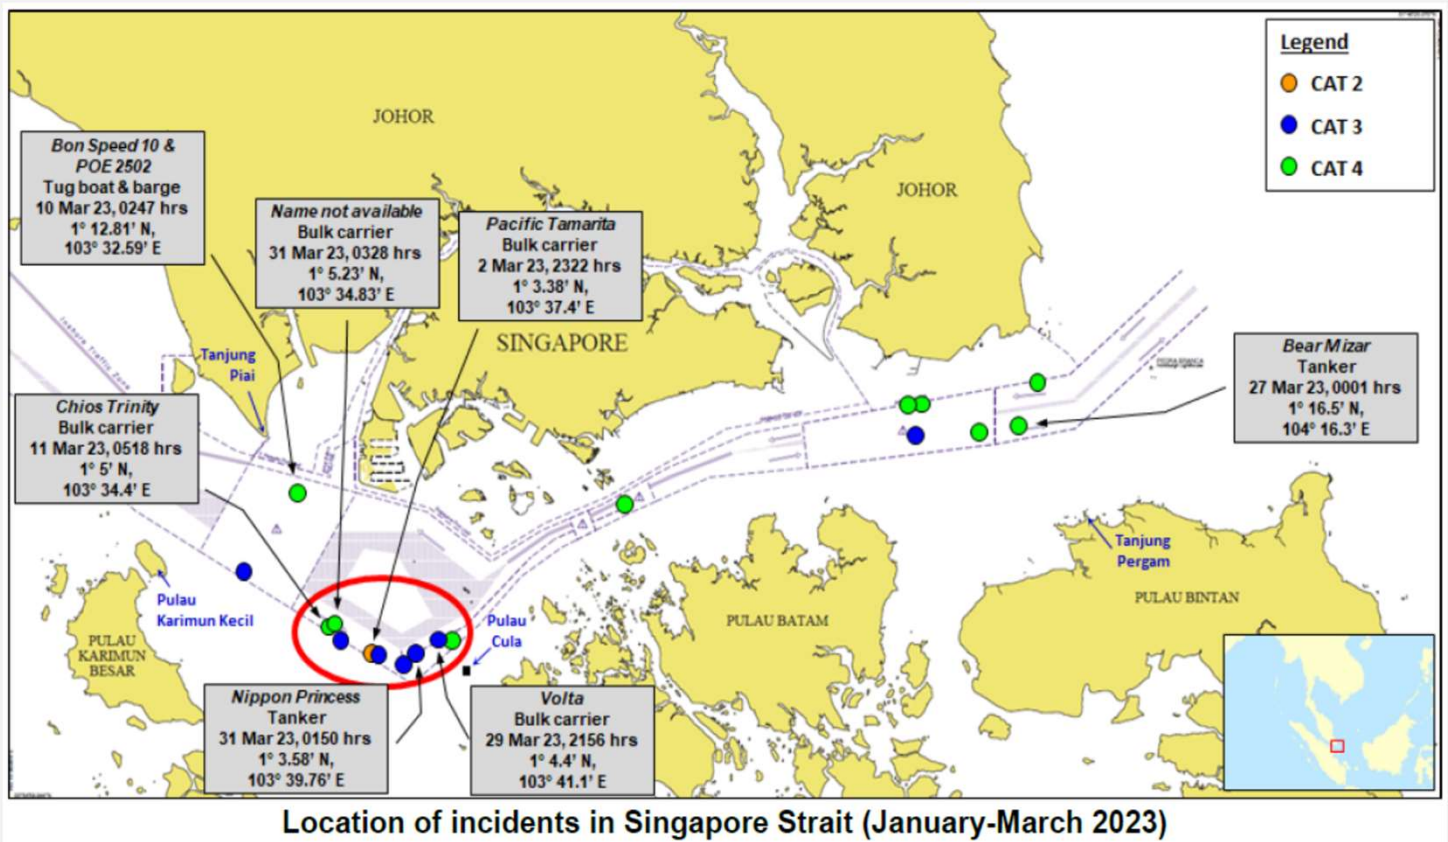 Legend
CAT 2
CAT 3
CAT 4
JOHOR
JOHOR
Bon Speed 10 &
POE 2502
Tug boat & barge
10 Mar 23, 0247 hrs
1° 12.81' N,
103° 32.59' E
Name not available
Bulk carrier
31 Mar 23, 0328 hrs
1° 5.23' N,
103° 34.83' E
Pacific Tamarita
Bulk carrier
2 Mar 23, 2322 hrs
1° 3.38' N,
103° 37.4' E
SINGAPORE
Inshore Traffic Zone
Tanjung
Piai
Bear Mizar
Tanker
27 Mar 23, 0001 hrs
1° 16.5' N,
104° 16.3' E
Chios Trinity
Bulk carrier
11 Mar 23, 0518 hrs
1° 5' N,
103° 34.4' E
Tanjung
Pergam
Pulau
Karimun Kecil
PULAU
KARIMUN
BESAR
Pulau
Cula
PULAU BATAM
PULAU BINTAN
Nippon Princess
Tanker
31 Mar 23, 0150 hrs
1° 3.58' N,
103° 39.76' E
Volta
Bulk carrier
29 Mar 23, 2156 hrs
1° 4.4' N,
103° 41.1' E
Location of incidents in Singapore Strait (January-March 2023)